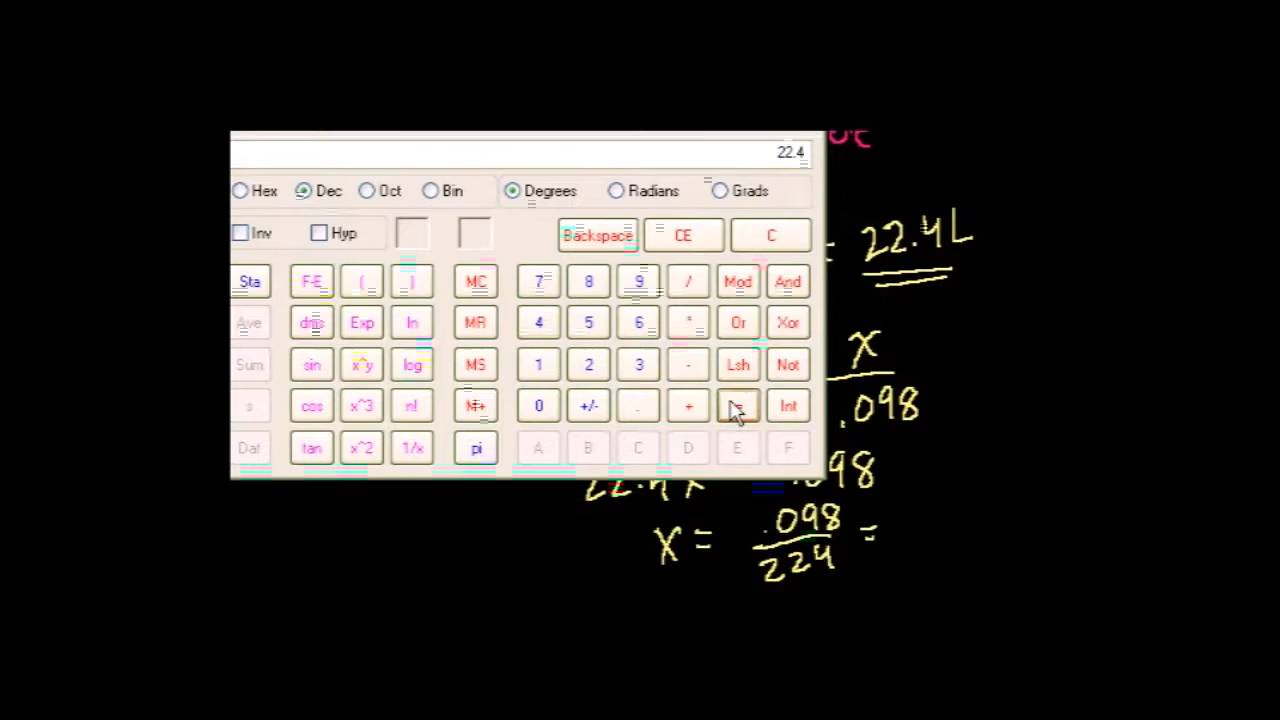 22.4
Hex Dec Oct Bin Degrees Radians Grads
Inv Hyp Backspace CE C
Sta F-E ( ) MC 7 8 9 / Mod And
Ave dms Exp ln MR 4 5 6 * Or Xor
Sum sin x^y log MS 1 2 3 - Lsh Not
s cos x^3 n! M+ 0 +/- . + = Int
Dat tan x^2 1/x pi A B C D E F
= 22.4L
x
.098
22.4 x .098
x = .098 =
224